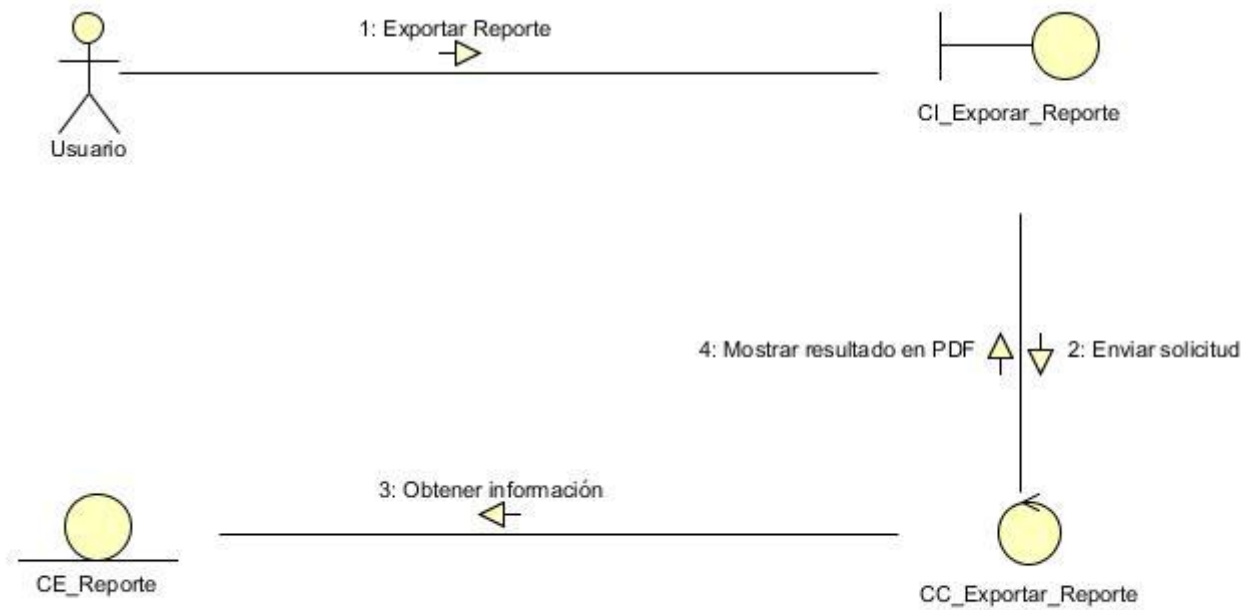 1: Exportar Reporte
Usuario
CI_Exporar_Reporte
4: Mostrar resultado en PDF
2: Enviar solicitud
3: Obtener información
CE_Reporte
CC_Exportar_Reporte